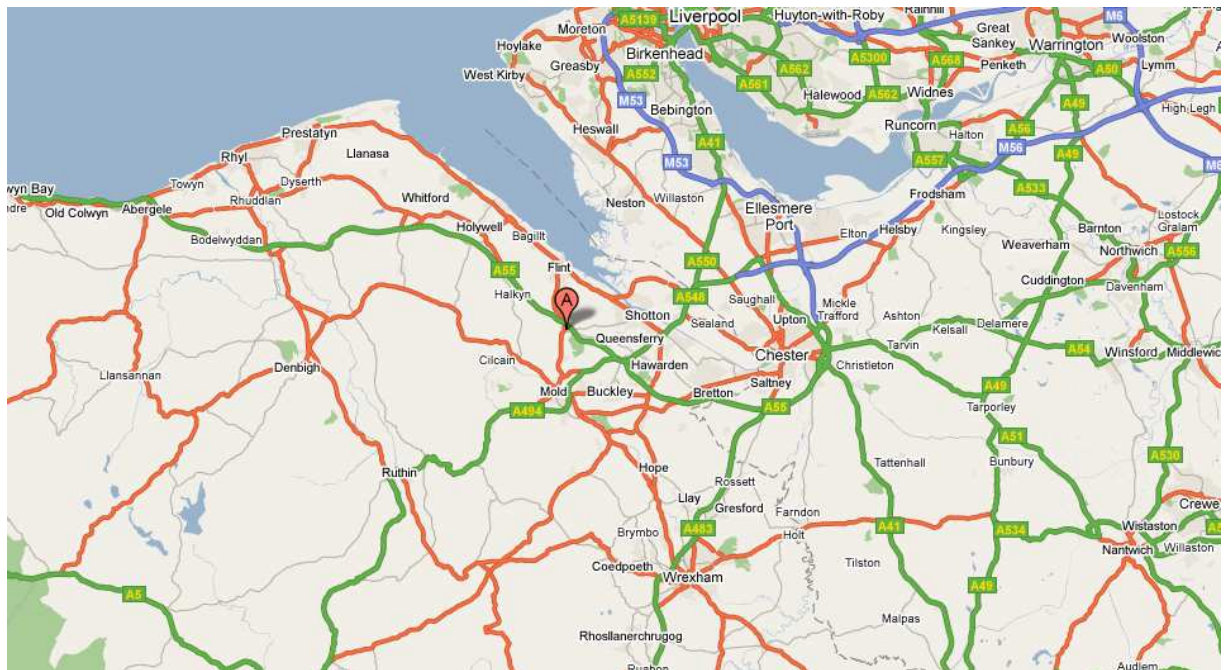 A5139
Liverpool
Huyton-with-Roby
Rainhill
M6
Moreton
Great
Sankey
Woolston
Hoylake
Birkenhead
A5300
A568
Warrington
Greasby
A552
A562
Penketh
A50
Lymm
West Kirby
A561
Halewood
A562
Widnes
M53
Bebington
A49
High Legh
Heswall
Runcorn
Halton
A56
Prestatyn
A41
M56
Llanasa
M53
A557
A49
M6
Rhyl
Towyn
Dyserth
Whitford
Neston
Willaston
Frodsham
A533
wyn Bay
Rhuddlan
Old Colwyn
Abergele
Holywell
Bagillt
Ellesmere
Port
Elton
Helsby
Kingsley
Barnton
Lostock
Gralam
Bodelwyddan
Weaverham
Northwich
A556
A55
Flint
A550
Cuddington
Davenham
Halkyn
A
A548
Saughall
Mickle
Trafford
Shotton
Sealand
Upton
Ashton
Kelsall
Delamere
Queensferry
Tarvin
A54
Winsford
Middlewich
Cilcain
Chester
Christleton
Llansannan
Denbigh
Hawarden
Mold
Buckley
Bretton
Saltney
A49
A494
A55
Tarporley
A51
Ruthin
Hope
Tattenhall
Bunbury
A530
Rossett
Llay
Gresford
Farndon
Crewe
Brymbo
A483
Holt
A41
A534
Wistaston
Willaston
Coedpoeth
Wrexham
Tilston
Nantwich
A5
A49
Malpas
Rhosllanerchrugog
Audlem
Ruabon